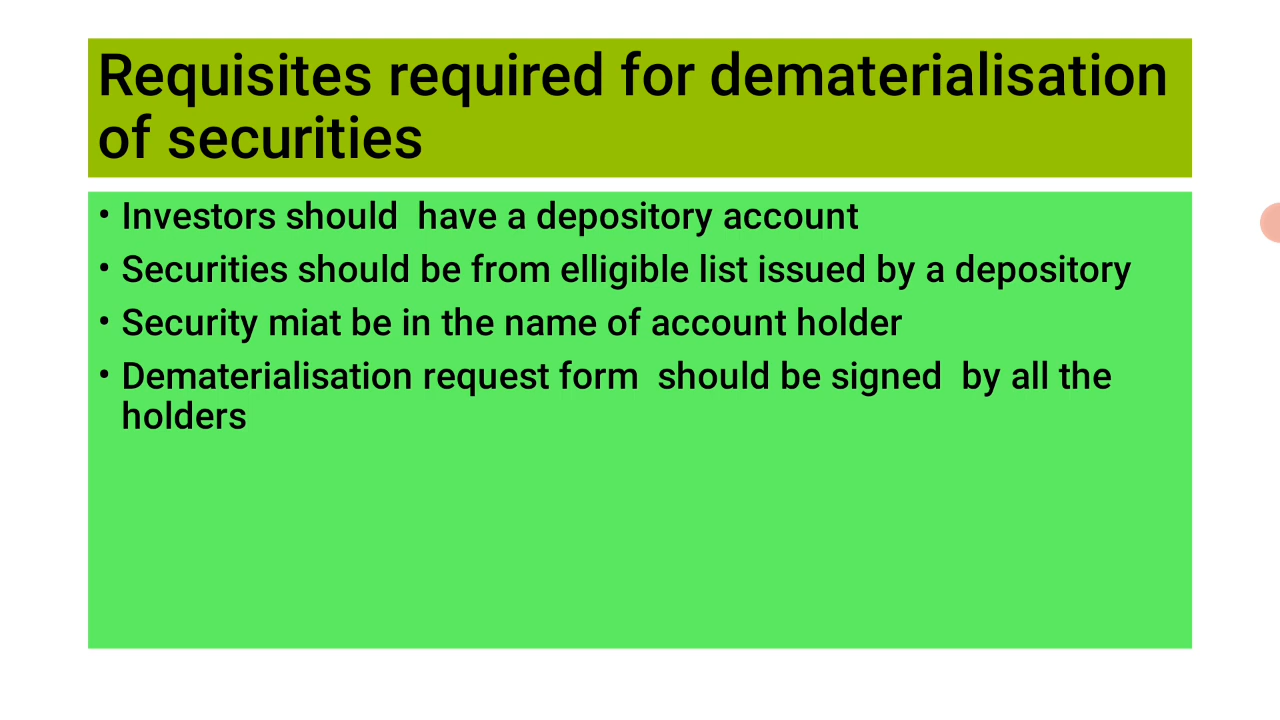 Requisites required for dematerialisation
of securities
• Investors should  have a depository account
• Securities should be from elligible list issued by a depository
• Security miat be in the name of account holder
• Dematerialisation request form  should be signed  by all the
holders